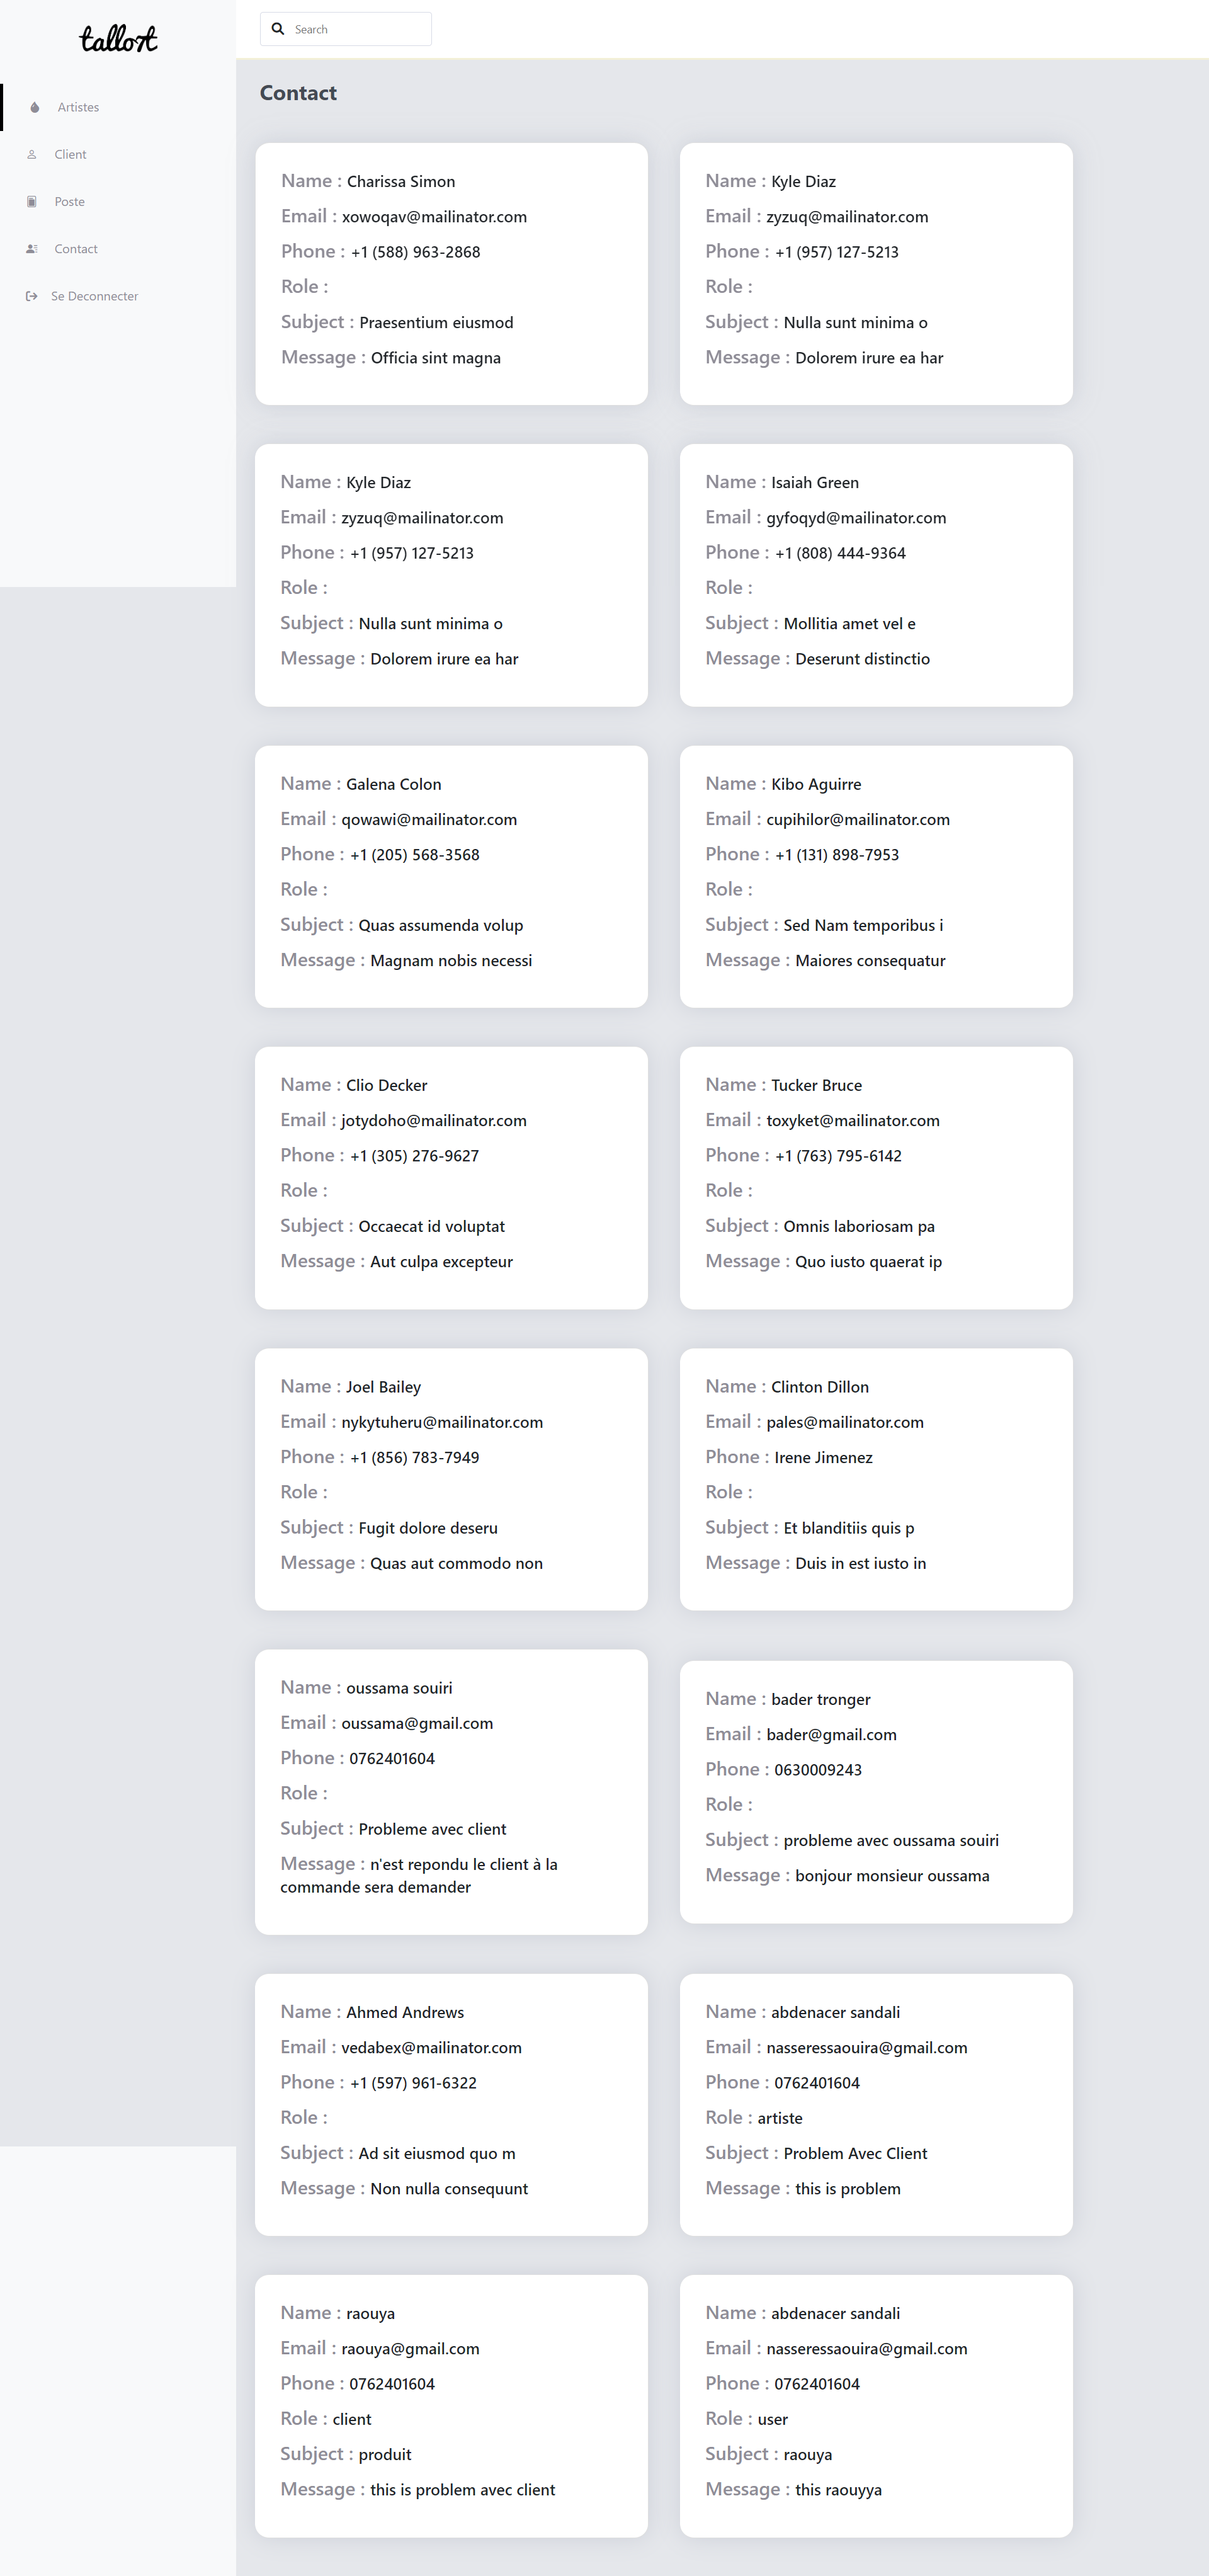 tallart
Search
Artistes
Client
Poste
Contact
Se Deconnecter
Contact
Name : Charissa Simon
Email : xowoqav@mailinator.com
Phone : +1 (588) 963-2868
Role :
Subject : Praesentium eiusmod
Message : Officia sint magna
Name : Kyle Diaz
Email : zyzuq@mailinator.com
Phone : +1 (957) 127-5213
Role :
Subject : Nulla sunt minima o
Message : Dolorem irure ea har
Name : Kyle Diaz
Email : zyzuq@mailinator.com
Phone : +1 (957) 127-5213
Role :
Subject : Nulla sunt minima o
Message : Dolorem irure ea har
Name : Isaiah Green
Email : gyfoqyd@mailinator.com
Phone : +1 (808) 444-9364
Role :
Subject : Mollitia amet vel e
Message : Deserunt distinctio
Name : Galena Colon
Email : qowawi@mailinator.com
Phone : +1 (205) 568-3568
Role :
Subject : Quas assumenda volup
Message : Magnam nobis necessi
Name : Kibo Aguirre
Email : cupihilor@mailinator.com
Phone : +1 (131) 898-7953
Role :
Subject : Sed Nam temporibus i
Message : Maiores consequatur
Name : Clio Decker
Email : jotydoho@mailinator.com
Phone : +1 (305) 276-9627
Role :
Subject : Occaecat id voluptat
Message : Aut culpa excepteur
Name : Tucker Bruce
Email : toxyket@mailinator.com
Phone : +1 (763) 795-6142
Role :
Subject : Omnis laboriosam pa
Message : Quo iusto quaerat ip
Name : Joel Bailey
Email : nykytuheru@mailinator.com
Phone : +1 (856) 783-7949
Role :
Subject : Fugit dolore deseru
Message : Quas aut commodo non
Name : Clinton Dillon
Email : pales@mailinator.com
Phone : Irene Jimenez
Role :
Subject : Et blanditiis quis p
Message : Duis in est iusto in
Name : oussama souiri
Email : oussama@gmail.com
Phone : 0762401604
Role :
Subject : Probleme avec client
Message : n'est repondu le client à la
commande sera demander
Name : bader tronger
Email : bader@gmail.com
Phone : 0630009243
Role :
Subject : probleme avec oussama souiri
Message : bonjour monsieur oussama
Name : Ahmed Andrews
Email : vedabex@mailinator.com
Phone : +1 (597) 961-6322
Role :
Subject : Ad sit eiusmod quo m
Message : Non nulla consequunt
Name : abdenacer sandali
Email : nasseressaouira@gmail.com
Phone : 0762401604
Role : artiste
Subject : Problem Avec Client
Message : this is problem
Name : raouya
Email : raouya@gmail.com
Phone : 0762401604
Role : client
Subject : produit
Message : this is problem avec client
Name : abdenacer sandali
Email : nasseressaouira@gmail.com
Phone : 0762401604
Role : user
Subject : raouya
Message : this raouyya